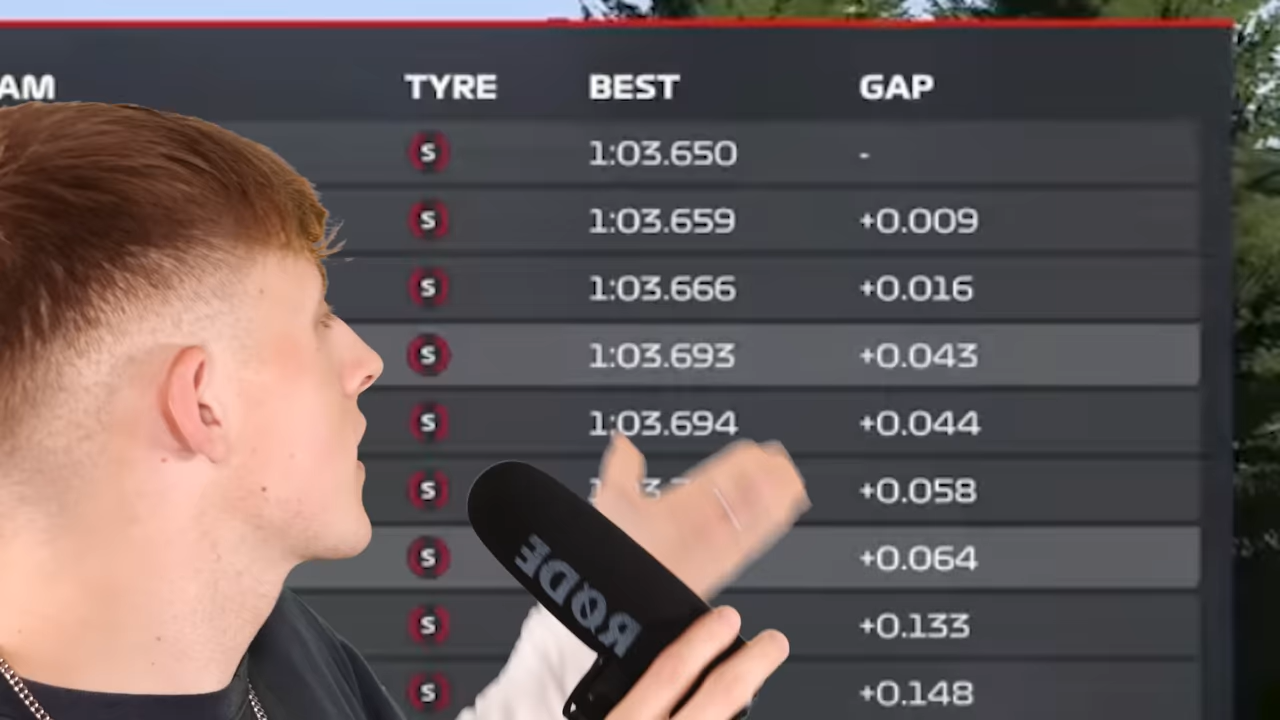 AM TYRE BEST GAP
S 1:03.650 -
S 1:03.659 +0.009
S 1:03.666 +0.016
S 1:03.693 +0.043
S 1:03.694 +0.044
S +0.058
S +0.064
S +0.133
S +0.148
RØDE